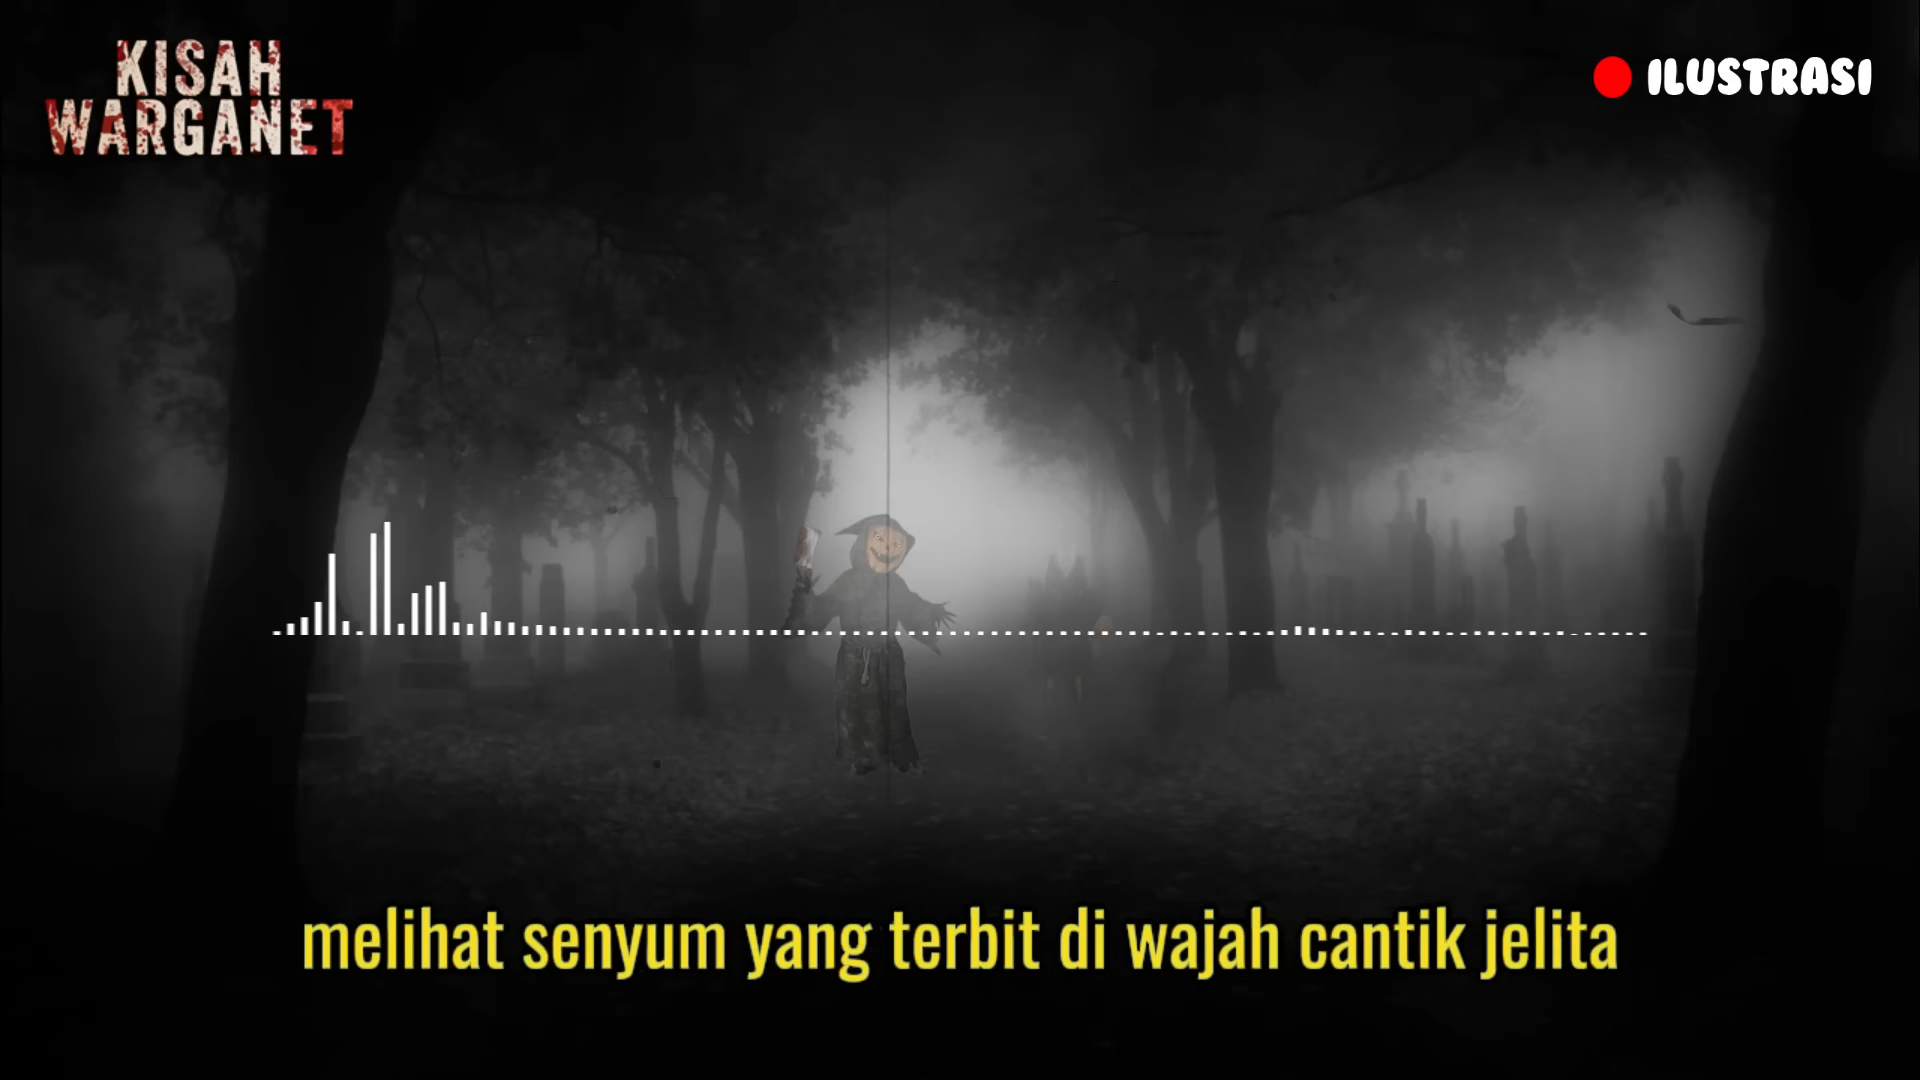 KISAH
WARGANET
ILUSTRASI
melihat senyum yang terbit di wajah cantik jelita